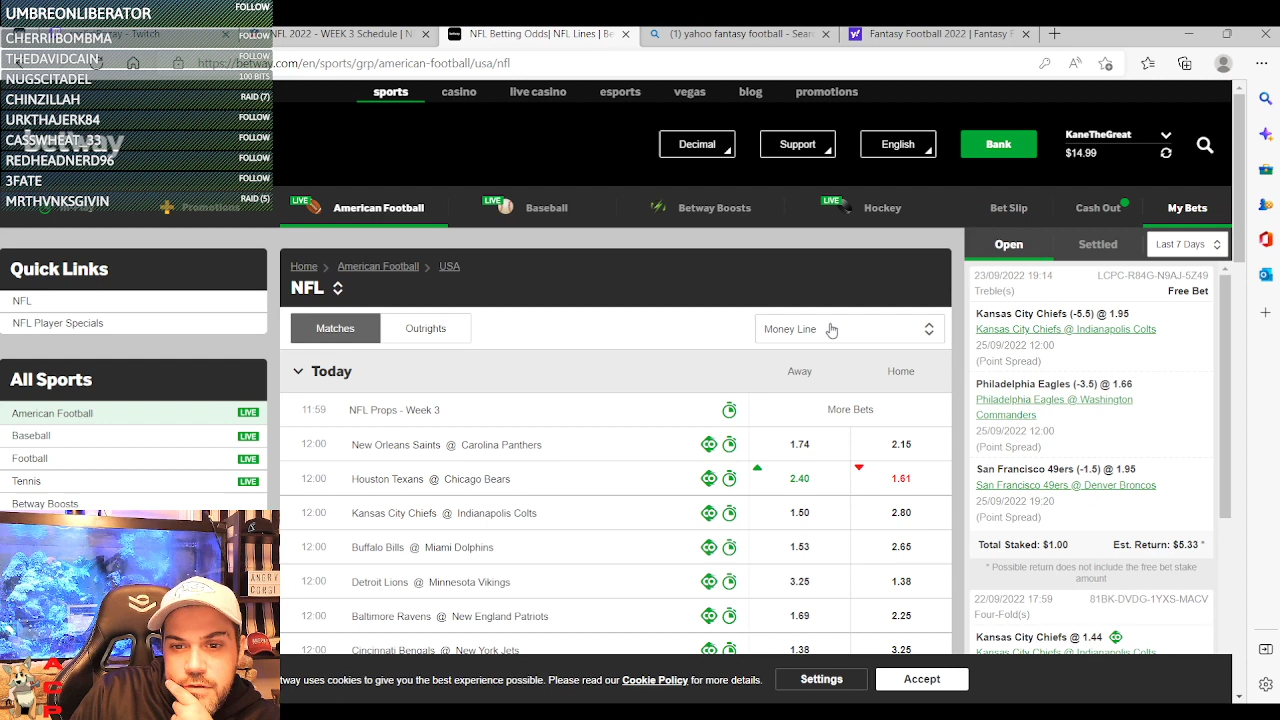 UMBREONLIBERATOR FOLLOW
CHERRIIBOMBMA FOLLOW
THEDAVIDCAIN FOLLOW
NUGSCITADEL 100 BITS
CHINZILLAH RAID (7)
URKTHAJERK84 FOLLOW
CASSWHEAT_33 FOLLOW
REDHEADNERD96 FOLLOW
3FATE FOLLOW
MRTHVNKSGIVIN RAID (5)
Twitch
NFL 2022 - WEEK 3 Schedule | N
betway NFL Betting Odds| NFL Lines | Be
(1) yahoo fantasy football - Sear
Fantasy Football 2022 | Fantasy F
https://betway.com/en/sports/grp/american-football/usa/nfl
sports casino live casino esports vegas blog promotions
betway
Decimal Support English Bank
KaneTheGreat
$14.99
Promotions
LIVE American Football
LIVE Baseball
Betway Boosts
LIVE Hockey
Bet Slip Cash Out My Bets
Quick Links
NFL
NFL Player Specials
All Sports
American Football LIVE
Baseball LIVE
Football LIVE
Tennis LIVE
Betway Boosts
Home American Football USA
NFL
Matches Outrights Money Line
Today Away Home
11:59 NFL Props - Week 3 More Bets
12:00 New Orleans Saints @ Carolina Panthers 1.74 2.15
12:00 Houston Texans @ Chicago Bears 2.40 1.61
12:00 Kansas City Chiefs @ Indianapolis Colts 1.50 2.80
12:00 Buffalo Bills @ Miami Dolphins 1.53 2.65
12:00 Detroit Lions @ Minnesota Vikings 3.25 1.38
12:00 Baltimore Ravens @ New England Patriots 1.69 2.25
12:00 Cincinnati Bengals @ New York Jets 1.38 3.25
Open Settled Last 7 Days
23/09/2022 19:14 LCPC-R84G-N9AJ-5Z49
Treble(s) Free Bet
Kansas City Chiefs (-5.5) @ 1.95
Kansas City Chiefs @ Indianapolis Colts
25/09/2022 12:00
(Point Spread)
Philadelphia Eagles (-3.5) @ 1.66
Philadelphia Eagles @ Washington
Commanders
25/09/2022 12:00
(Point Spread)
San Francisco 49ers (-1.5) @ 1.95
San Francisco 49ers @ Denver Broncos
25/09/2022 19:20
(Point Spread)
Total Staked: $1.00 Est. Return: $5.33 *
* Possible return does not include the free bet stake
amount
22/09/2022 17:59 81BK-DVDG-1YXS-MACV
Four-Fold(s)
Kansas City Chiefs @ 1.44
Kansas City Chiefs @ Indianapolis Colts
tway uses cookies to give you the best experience possible. Please read our Cookie Policy for more details.
Settings Accept